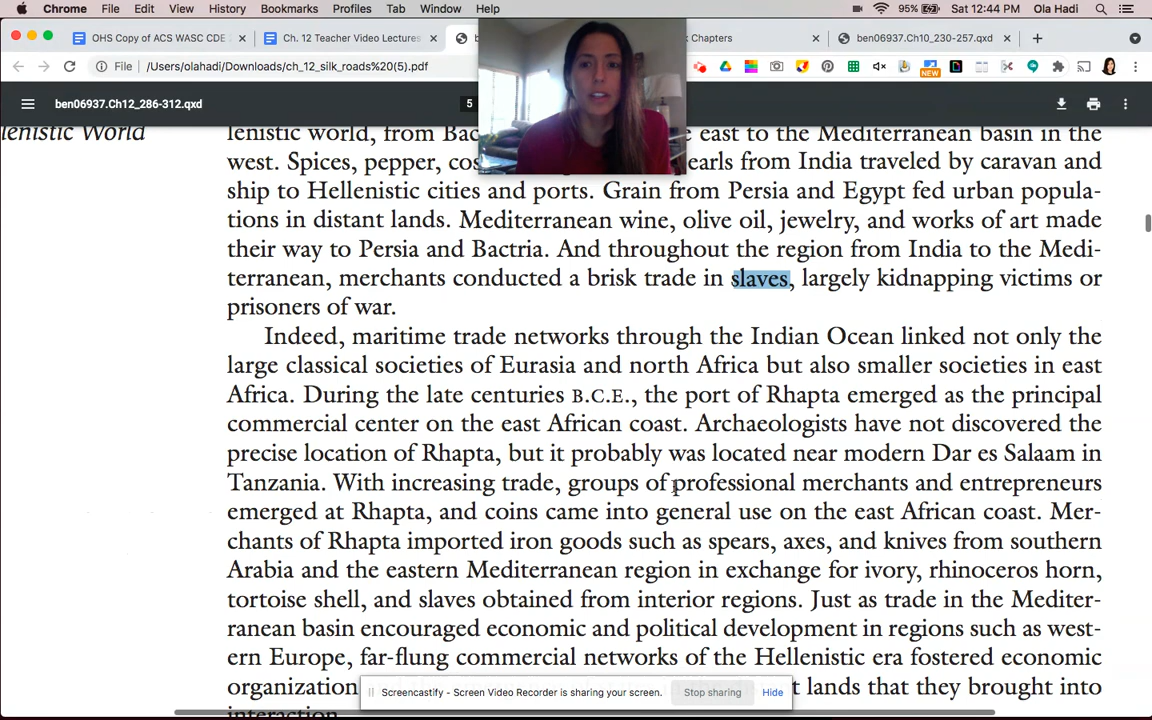 Chrome File Edit View History Bookmarks Profiles Tab Window Help 95% Sat 12:44 PM Ola Hadi
OHS Copy of ACS WASC CDE Ch. 12 Teacher Video Lectures Chapters ben06937.Ch10_230-257.qxd
File /Users/olahadi/Downloads/ch_12_silk_roads%20(5).pdf NEW
ben06937.Ch12_286-312.qxd 5
lenistic World
lenistic world, from Bac e east to the Mediterranean basin in the
west. Spices, pepper, cos earls from India traveled by caravan and
ship to Hellenistic cities and ports. Grain from Persia and Egypt fed urban popula-
tions in distant lands. Mediterranean wine, olive oil, jewelry, and works of art made
their way to Persia and Bactria. And throughout the region from India to the Medi-
terranean, merchants conducted a brisk trade in slaves, largely kidnapping victims or
prisoners of war.
Indeed, maritime trade networks through the Indian Ocean linked not only the
large classical societies of Eurasia and north Africa but also smaller societies in east
Africa. During the late centuries B.C.E., the port of Rhapta emerged as the principal
commercial center on the east African coast. Archaeologists have not discovered the
precise location of Rhapta, but it probably was located near modern Dar es Salaam in
Tanzania. With increasing trade, groups of professional merchants and entrepreneurs
emerged at Rhapta, and coins came into general use on the east African coast. Mer-
chants of Rhapta imported iron goods such as spears, axes, and knives from southern
Arabia and the eastern Mediterranean region in exchange for ivory, rhinoceros horn,
tortoise shell, and slaves obtained from interior regions. Just as trade in the Mediter-
ranean basin encouraged economic and political development in regions such as west-
ern Europe, far-flung commercial networks of the Hellenistic era fostered economic
organization t lands that they brought into
interaction.
Screencastify - Screen Video Recorder is sharing your screen. Stop sharing Hide